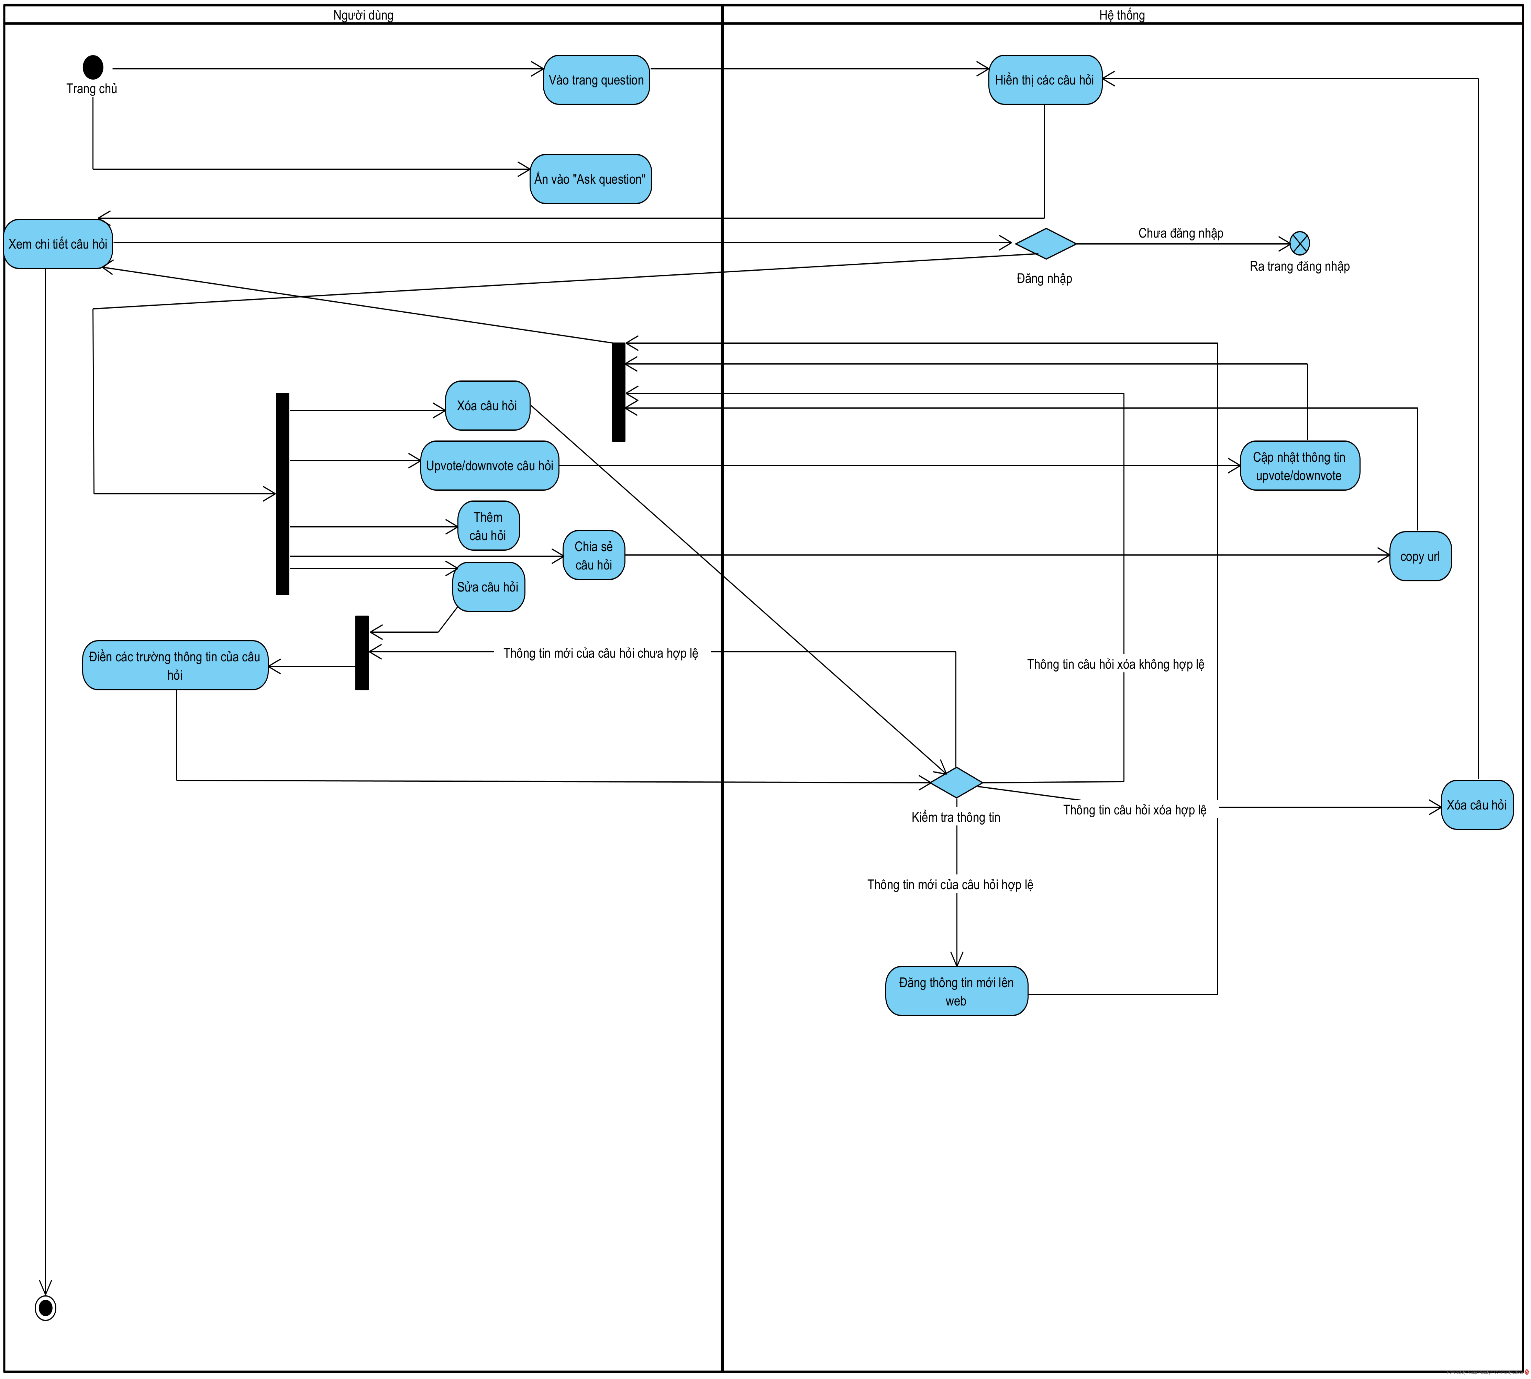 Người dùng
Hệ thống
Trang chủ
Vào trang question
Hiển thị các câu hỏi
Ấn vào "Ask question"
Xem chi tiết câu hỏi
Chưa đăng nhập
Đăng nhập
Ra trang đăng nhập
Xóa câu hỏi
Upvote/downvote câu hỏi
Cập nhật thông tin
upvote/downvote
Thêm
câu hỏi
Chia sẻ
câu hỏi
copy url
Sửa câu hỏi
Điền các trường thông tin của câu
hỏi
Thông tin mới của câu hỏi chưa hợp lệ
Thông tin câu hỏi xóa không hợp lệ
Kiểm tra thông tin
Thông tin câu hỏi xóa hợp lệ
Xóa câu hỏi
Thông tin mới của câu hỏi hợp lệ
Đăng thông tin mới lên
web